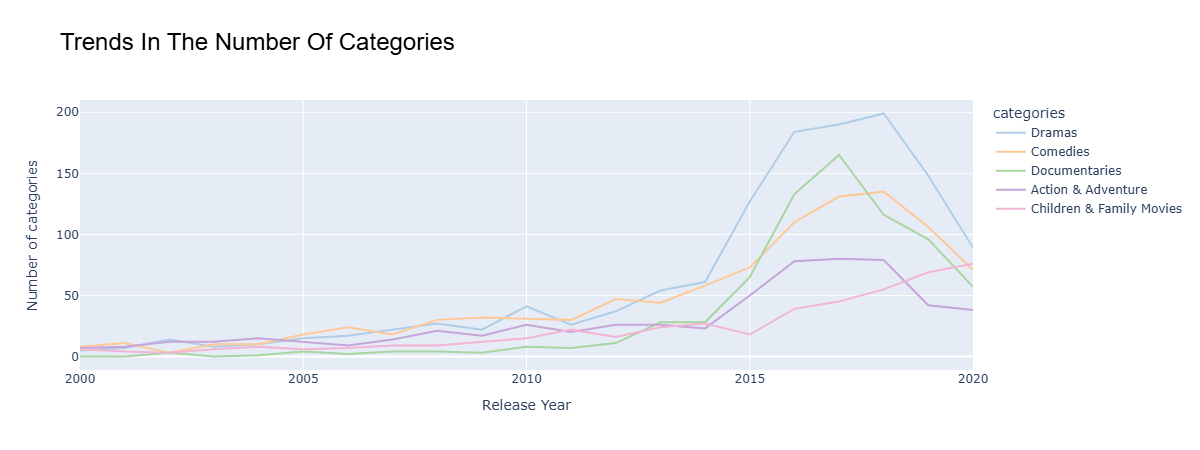 Trends In The Number Of Categories
200
150
100
50
0
Number of categories
2000
2005
2010
2015
2020
Release Year
categories
Dramas
Comedies
Documentaries
Action & Adventure
Children & Family Movies